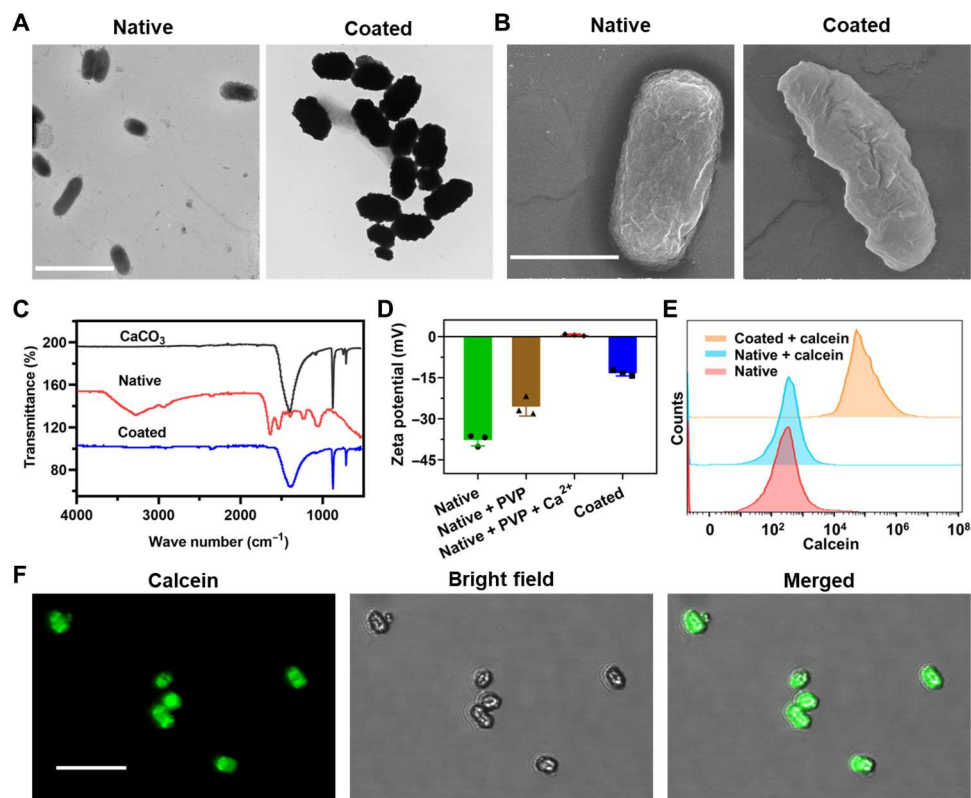 A
Native
Coated
B
Native
Coated
C
Transmittance (%)
200
160
120
80
CaCO₃
Native
Coated
4000 3000 2000 1000
Wave number (cm⁻¹)
D
Zeta potential (mV)
0
−15
−30
−45
Native
Native + PVP
Native + PVP + Ca²⁺
Coated
E
Counts
Coated + calcein
Native + calcein
Native
0 10² 10⁴ 10⁶ 10⁸
Calcein
F
Calcein
Bright field
Merged